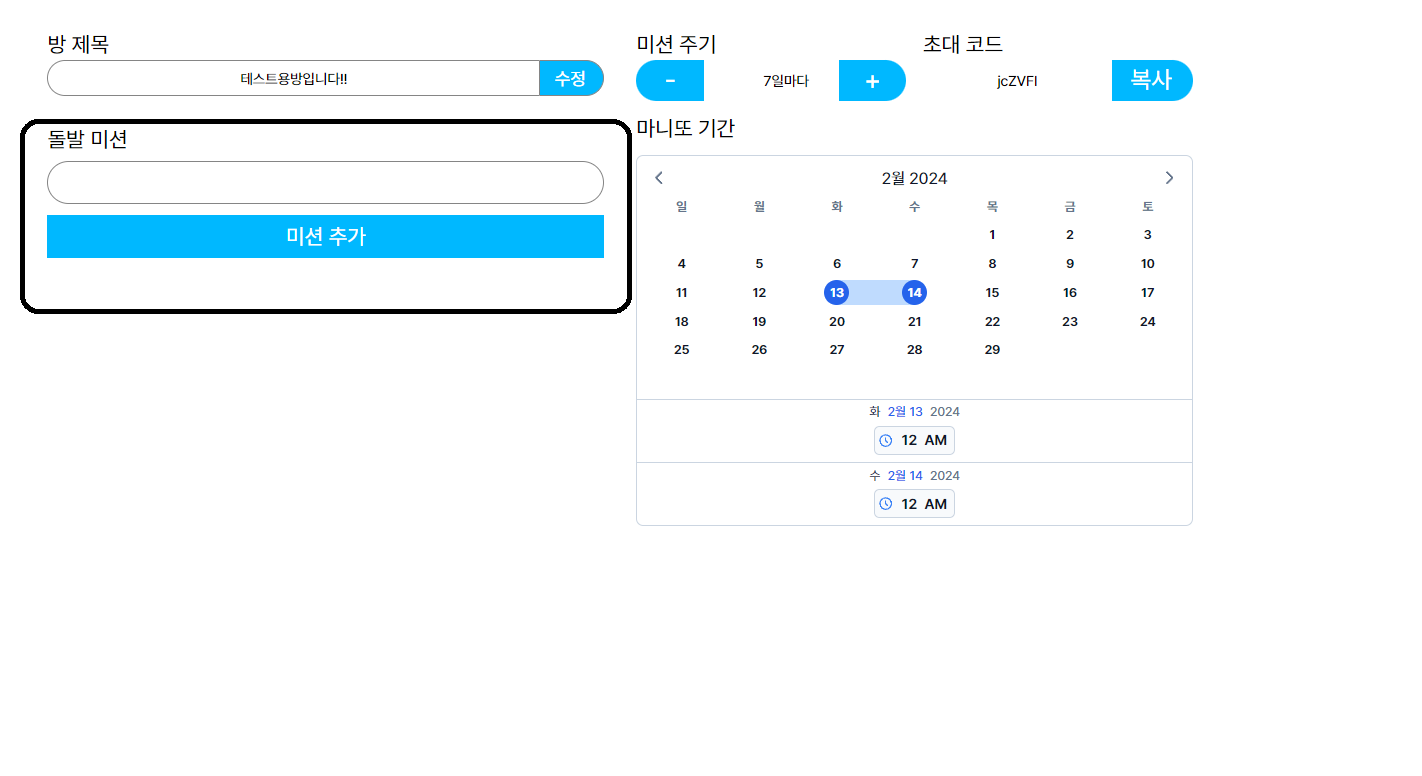 방 제목
테스트용방입니다!! 수정
돌발 미션
미션 추가
미션 주기
- 7일마다 +
초대 코드
jcZVFI 복사
마니또 기간
2월 2024
일 월 화 수 목 금 토
1 2 3
4 5 6 7 8 9 10
11 12 13 14 15 16 17
18 19 20 21 22 23 24
25 26 27 28 29
화 2월 13 2024
12 AM
수 2월 14 2024
12 AM